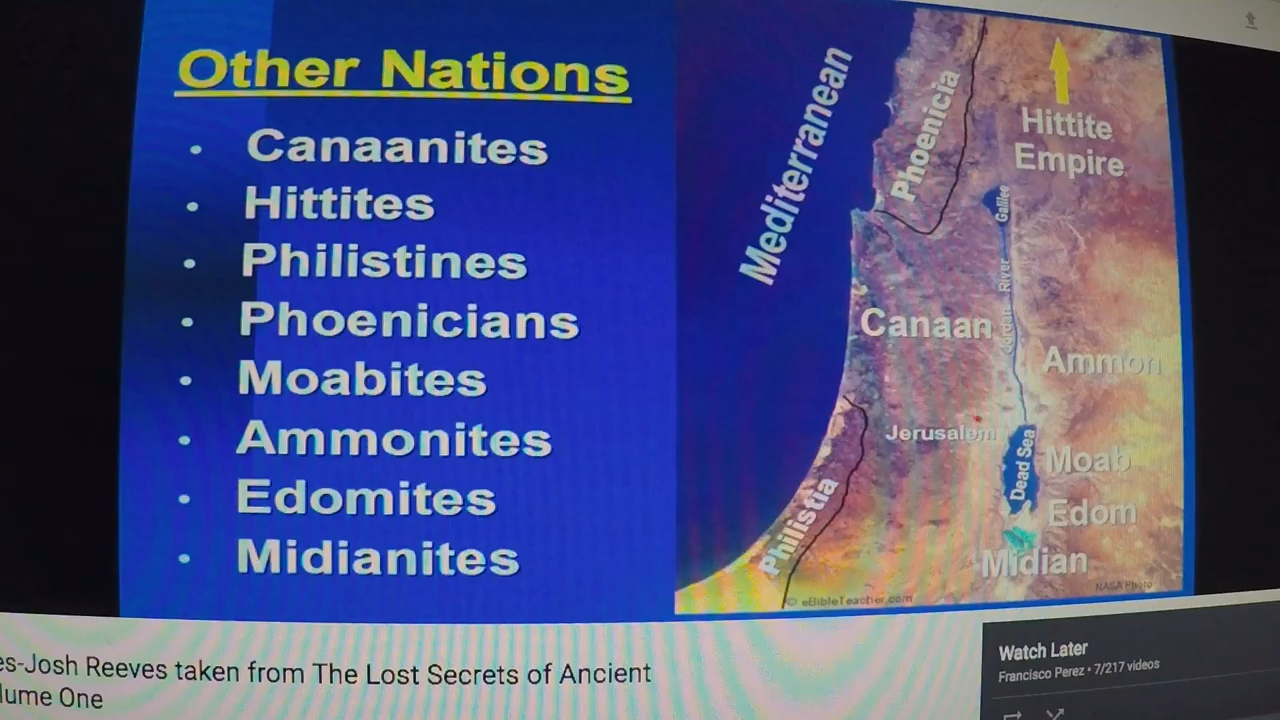 Other Nations
• Canaanites
• Hittites
• Philistines
• Phoenicians
• Moabites
• Ammonites
• Edomites
• Midianites
Mediterranean
Phoenicia
Hittite
Empire
Galilee
Jordan River
Canaan
Ammon
Jerusalem
Dead Sea
Moab
Edom
Midian
Philistia
© eBibleTeacher.com
NASA Photo
es-Josh Reeves taken from The Lost Secrets of Ancient
lume One
Watch Later
Francisco Perez • 7/217 videos